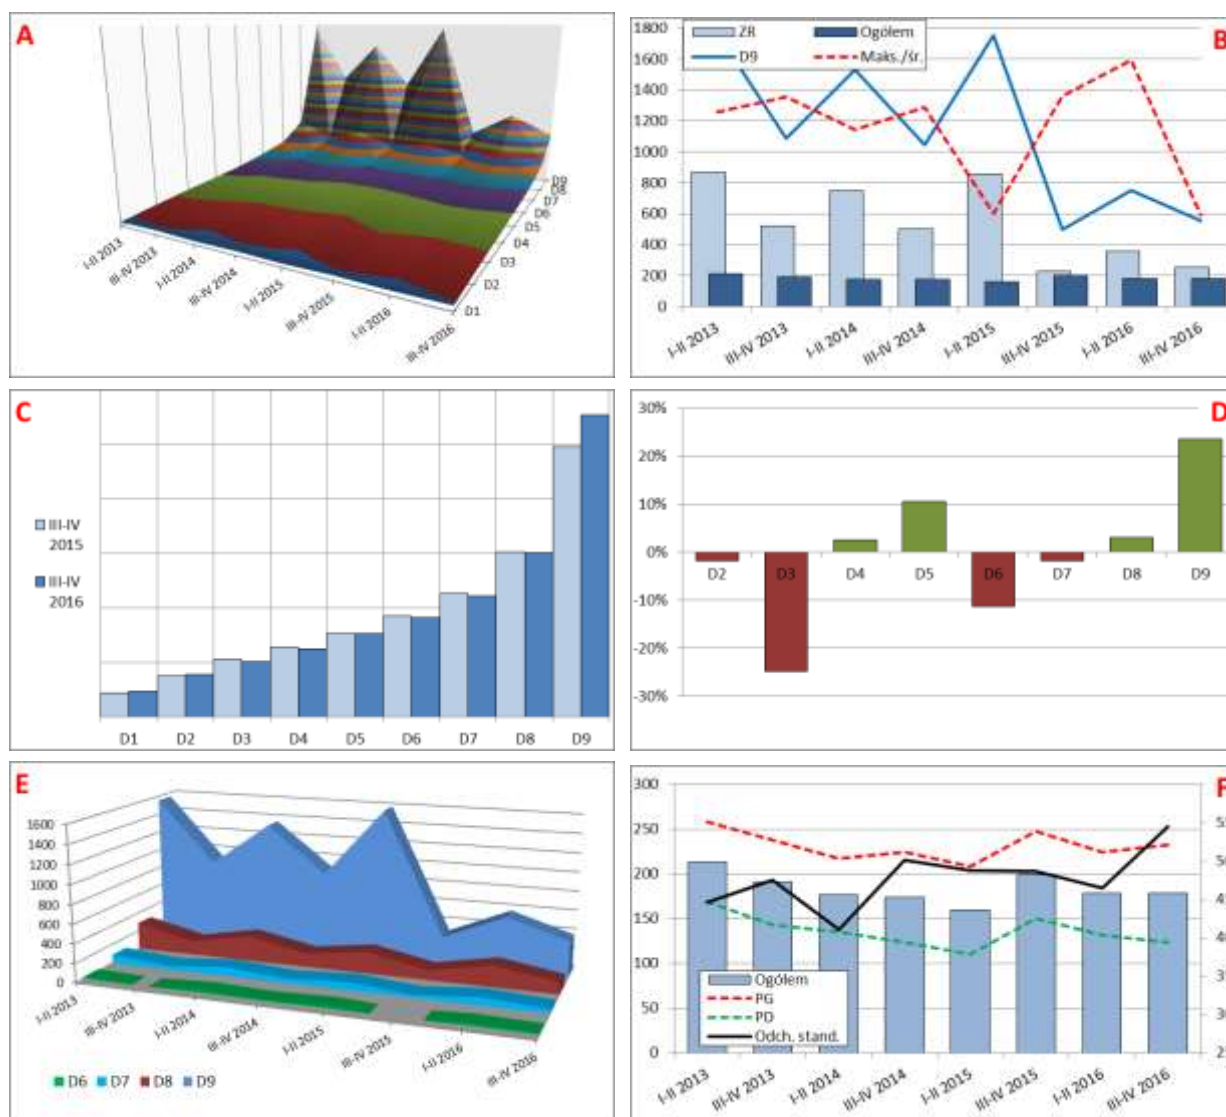 A
I-II 2013
III-IV 2013
I-II 2014
III-IV 2014
I-II 2015
III-IV 2015
I-II 2016
III-IV 2016
D1
D2
D3
D4
D5
D6
D7
D8
D9
B
1800
1600
1400
1200
1000
800
600
400
200
0
ZR
Ogółem
D9
Maks./śr.
I-II 2013
III-IV 2013
I-II 2014
III-IV 2014
I-II 2015
III-IV 2015
I-II 2016
III-IV 2016
C
III-IV
2015
III-IV
2016
D1 D2 D3 D4 D5 D6 D7 D8 D9
D
30%
20%
10%
0%
-10%
-20%
-30%
D2 D3 D4 D5 D6 D7 D8 D9
E
1600
1400
1200
1000
800
600
400
200
0
I-II 2013
III-IV 2013
I-II 2014
III-IV 2014
I-II 2015
III-IV 2015
I-II 2016
III-IV 2016
D6 D7 D8 D9
F
300
250
200
150
100
50
0
Ogółem
PG
PD
Odch. stand.
I-II 2013
III-IV 2013
I-II 2014
III-IV 2014
I-II 2015
III-IV 2015
I-II 2016
III-IV 2016